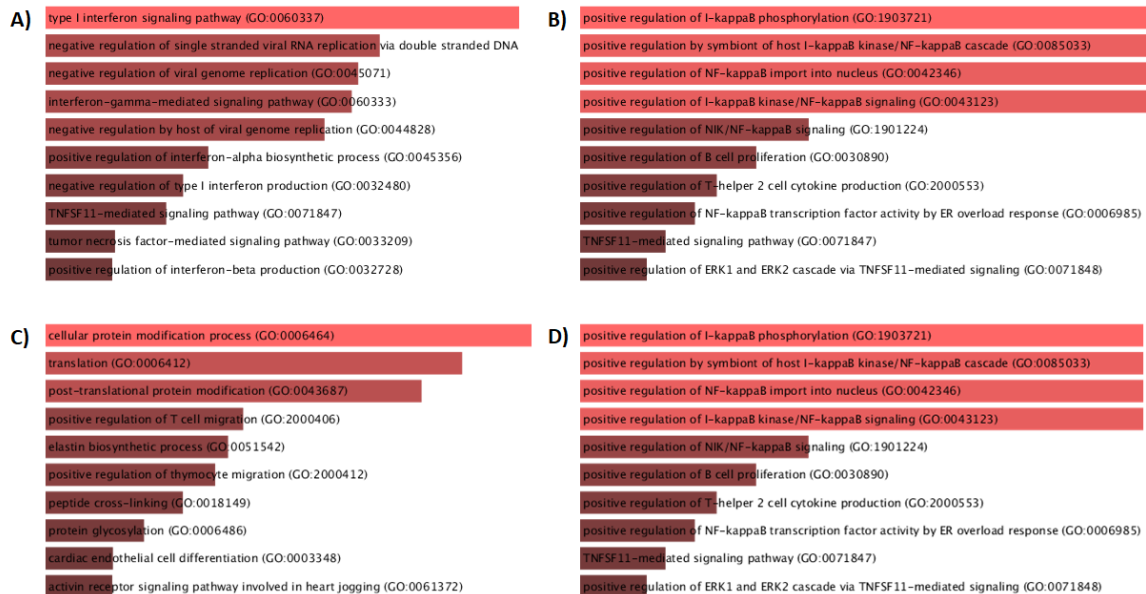 A)
type I interferon signaling pathway (GO:0060337)
negative regulation of single stranded viral RNA replication via double stranded DNA
negative regulation of viral genome replication (GO:0045071)
interferon-gamma-mediated signaling pathway (GO:0060333)
negative regulation by host of viral genome replication (GO:0044828)
positive regulation of interferon-alpha biosynthetic process (GO:0045356)
negative regulation of type I interferon production (GO:0032480)
TNFSF11-mediated signaling pathway (GO:0071847)
tumor necrosis factor-mediated signaling pathway (GO:0033209)
positive regulation of interferon-beta production (GO:0032728)
B)
positive regulation of I-kappaB phosphorylation (GO:1903721)
positive regulation by symbiont of host I-kappaB kinase/NF-kappaB cascade (GO:0085033)
positive regulation of NF-kappaB import into nucleus (GO:0042346)
positive regulation of I-kappaB kinase/NF-kappaB signaling (GO:0043123)
positive regulation of NIK/NF-kappaB signaling (GO:1901224)
positive regulation of B cell proliferation (GO:0030890)
positive regulation of T-helper 2 cell cytokine production (GO:2000553)
positive regulation of NF-kappaB transcription factor activity by ER overload response (GO:0006985)
TNFSF11-mediated signaling pathway (GO:0071847)
positive regulation of ERK1 and ERK2 cascade via TNFSF11-mediated signaling (GO:0071848)
C)
cellular protein modification process (GO:0006464)
translation (GO:0006412)
post-translational protein modification (GO:0043687)
positive regulation of T cell migration (GO:2000406)
elastin biosynthetic process (GO:0051542)
positive regulation of thymocyte migration (GO:2000412)
peptide cross-linking (GO:0018149)
protein glycosylation (GO:0006486)
cardiac endothelial cell differentiation (GO:0003348)
activin receptor signaling pathway involved in heart jogging (GO:0061372)
D)
positive regulation of I-kappaB phosphorylation (GO:1903721)
positive regulation by symbiont of host I-kappaB kinase/NF-kappaB cascade (GO:0085033)
positive regulation of NF-kappaB import into nucleus (GO:0042346)
positive regulation of I-kappaB kinase/NF-kappaB signaling (GO:0043123)
positive regulation of NIK/NF-kappaB signaling (GO:1901224)
positive regulation of B cell proliferation (GO:0030890)
positive regulation of T-helper 2 cell cytokine production (GO:2000553)
positive regulation of NF-kappaB transcription factor activity by ER overload response (GO:0006985)
TNFSF11-mediated signaling pathway (GO:0071847)
positive regulation of ERK1 and ERK2 cascade via TNFSF11-mediated signaling (GO:0071848)